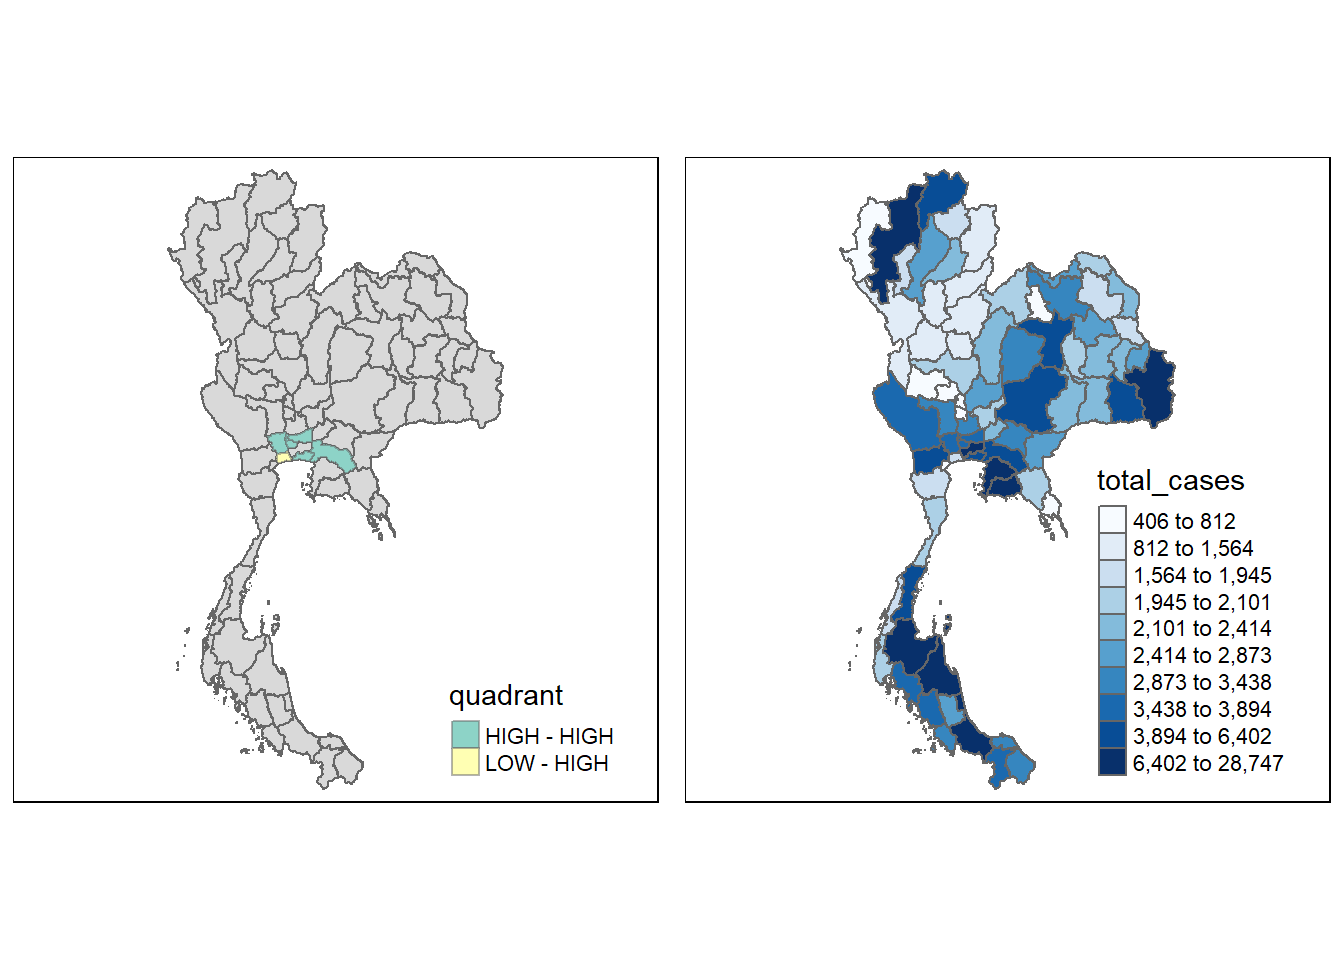 quadrant
HIGH - HIGH
LOW - HIGH
total_cases
406 to 812
812 to 1,564
1,564 to 1,945
1,945 to 2,101
2,101 to 2,414
2,414 to 2,873
2,873 to 3,438
3,438 to 3,894
3,894 to 6,402
6,402 to 28,747